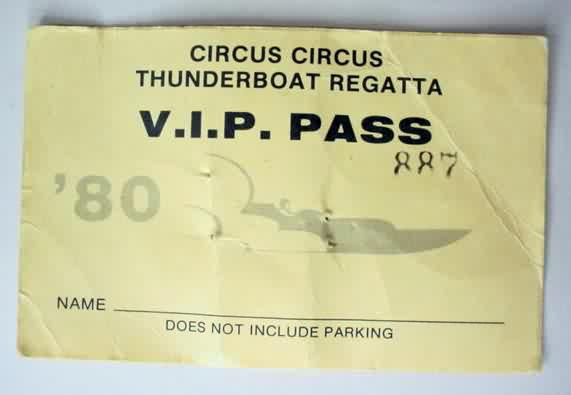 CIRCUS CIRCUS
THUNDERBOAT REGATTA
V.I.P. PASS
887
'80
NAME
DOES NOT INCLUDE PARKING